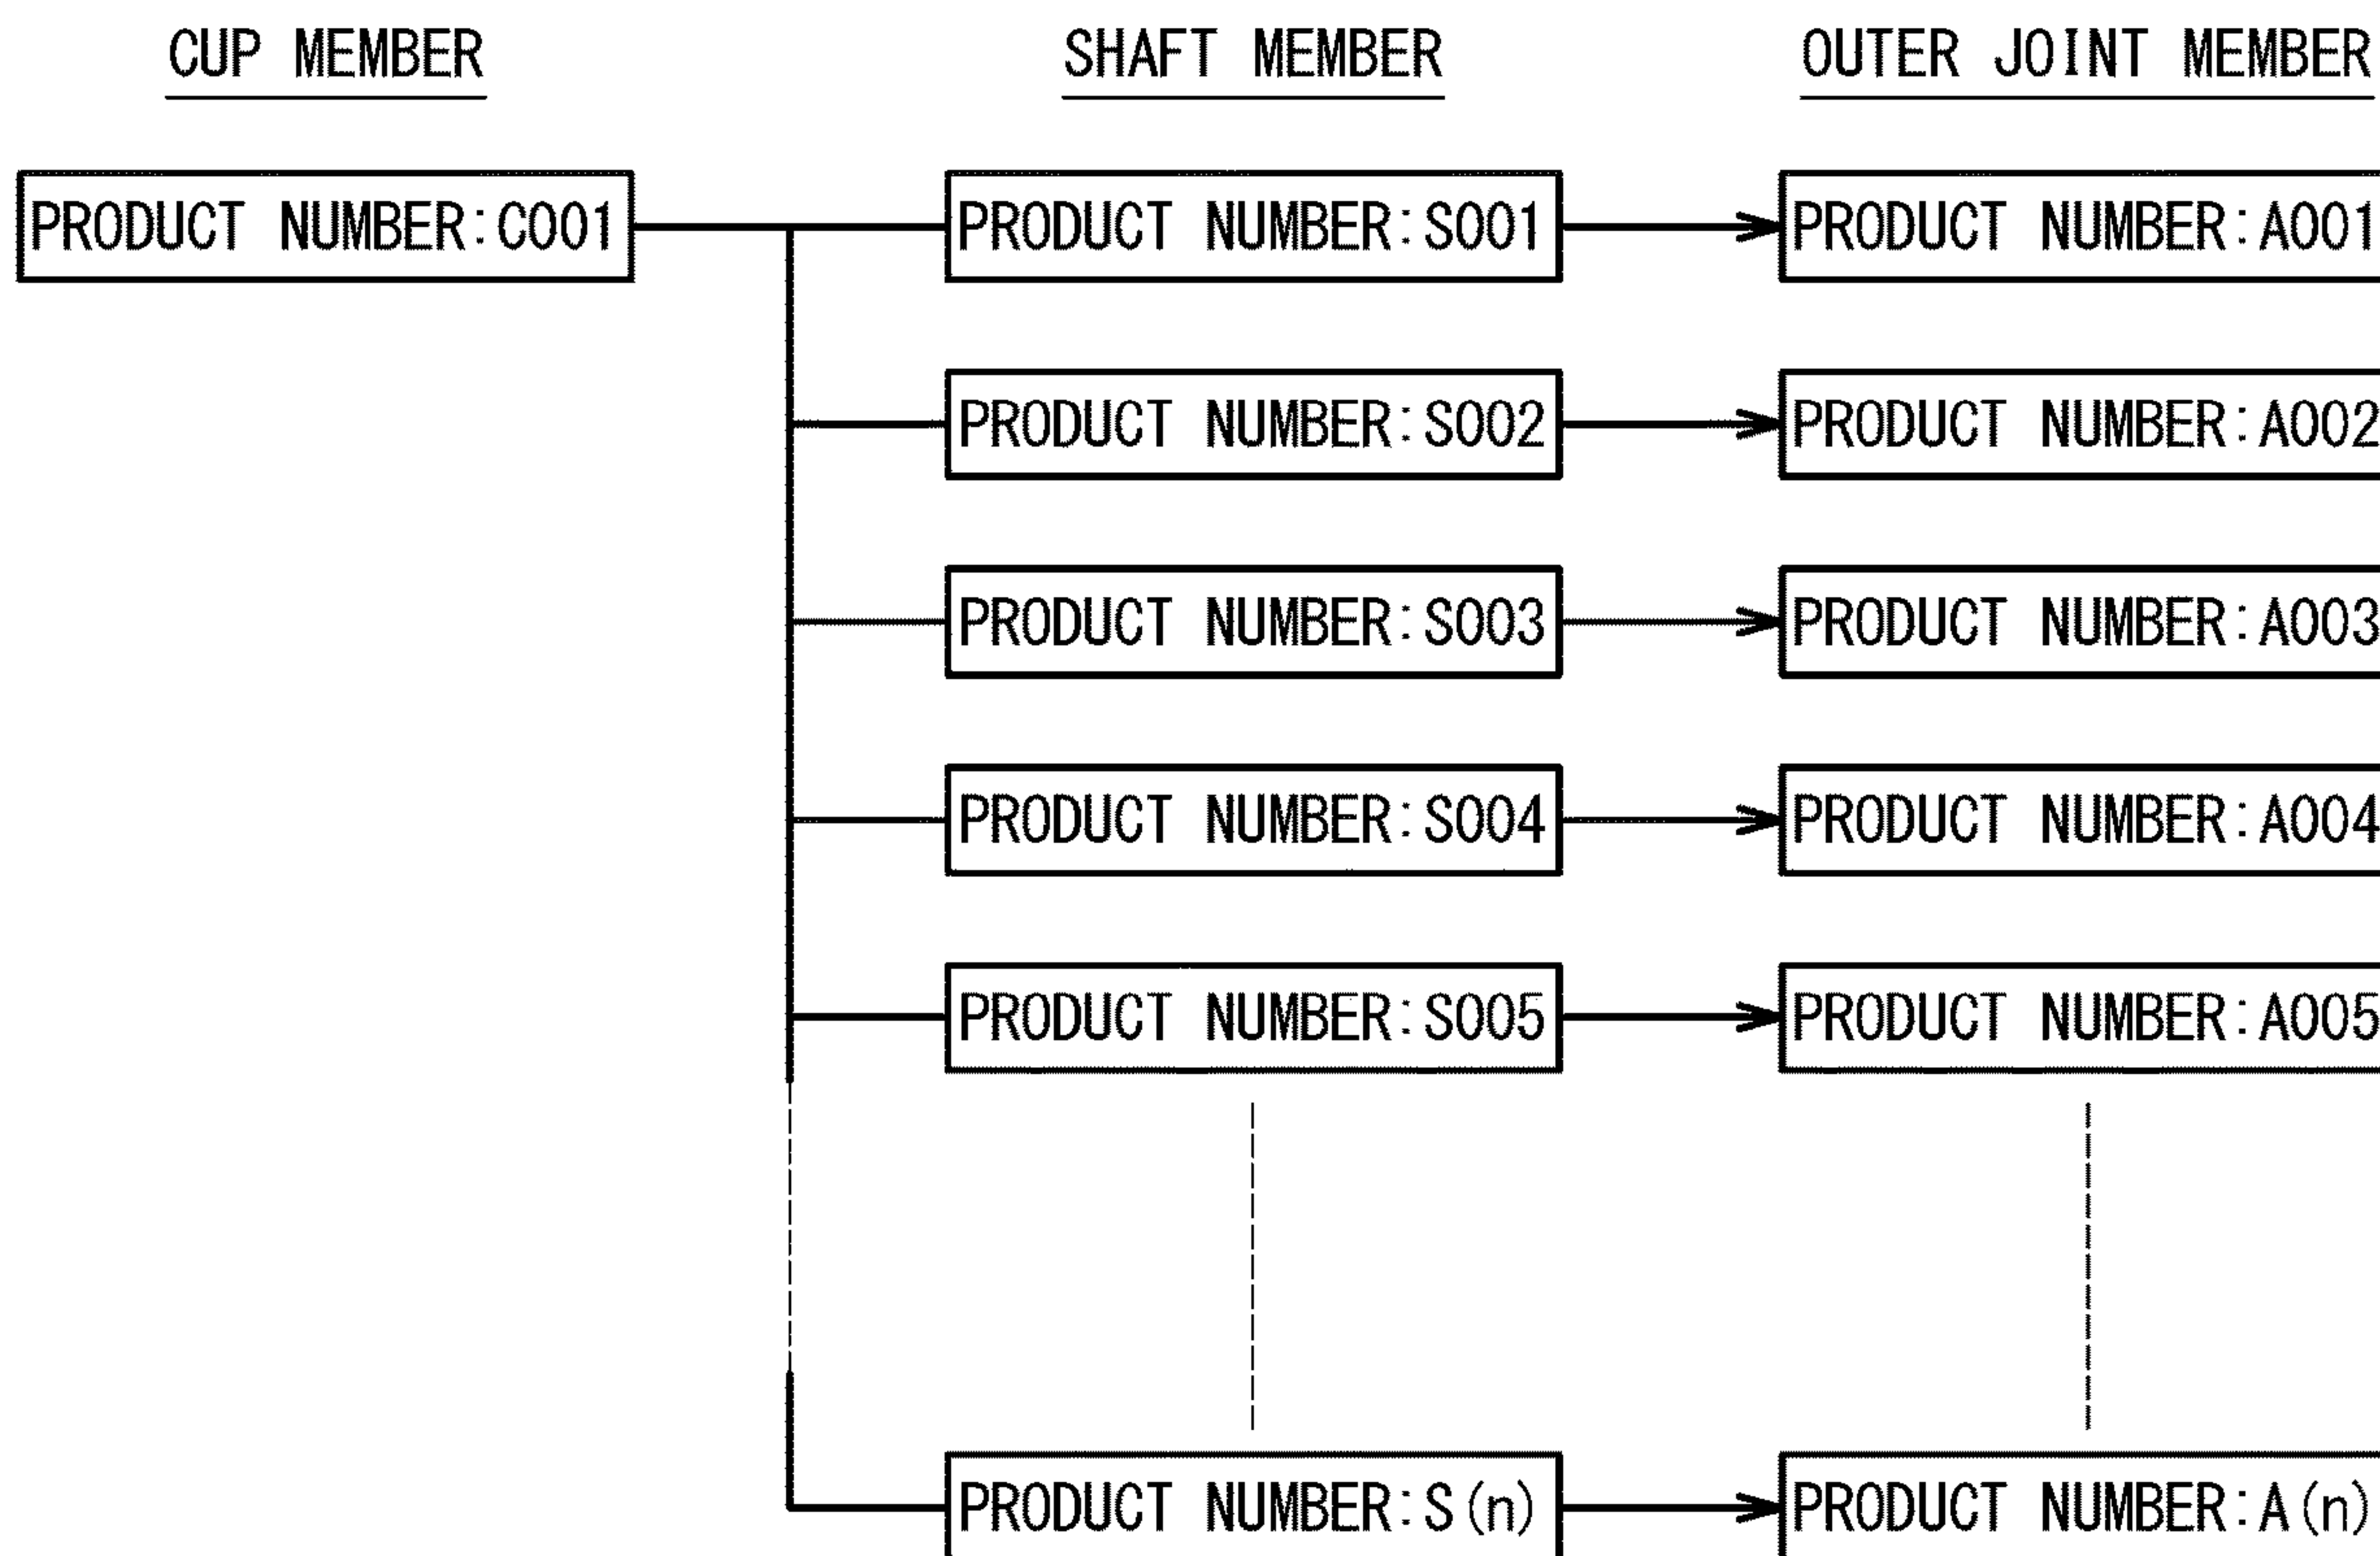 CUP MEMBER SHAFT MEMBER OUTER JOINT MEMBER
PRODUCT NUMBER:C001 PRODUCT NUMBER:S001 PRODUCT NUMBER:A001
PRODUCT NUMBER:S002 PRODUCT NUMBER:A002
PRODUCT NUMBER:S003 PRODUCT NUMBER:A003
PRODUCT NUMBER:S004 PRODUCT NUMBER:A004
PRODUCT NUMBER:S005 PRODUCT NUMBER:A005
PRODUCT NUMBER:S(n) PRODUCT NUMBER:A(n)